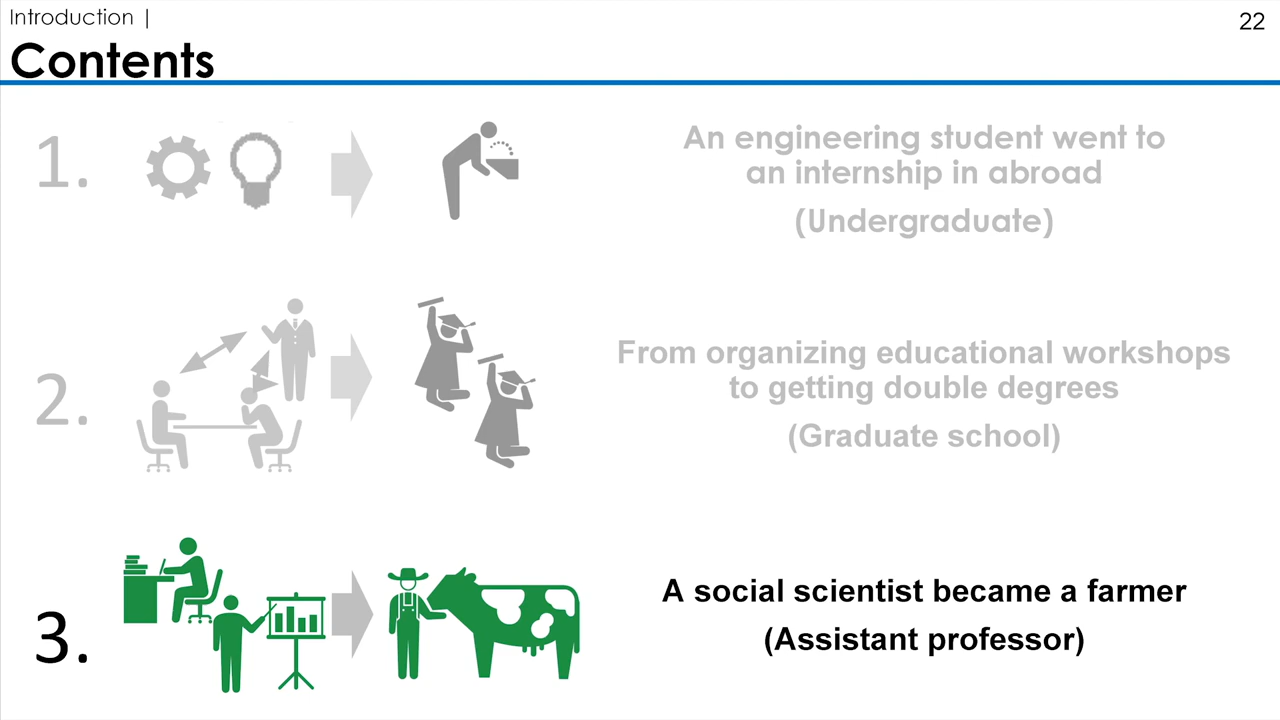 Introduction |
22
Contents
1.
An engineering student went to
an internship in abroad
(Undergraduate)
2.
From organizing educational workshops
to getting double degrees
(Graduate school)
3.
A social scientist became a farmer
(Assistant professor)